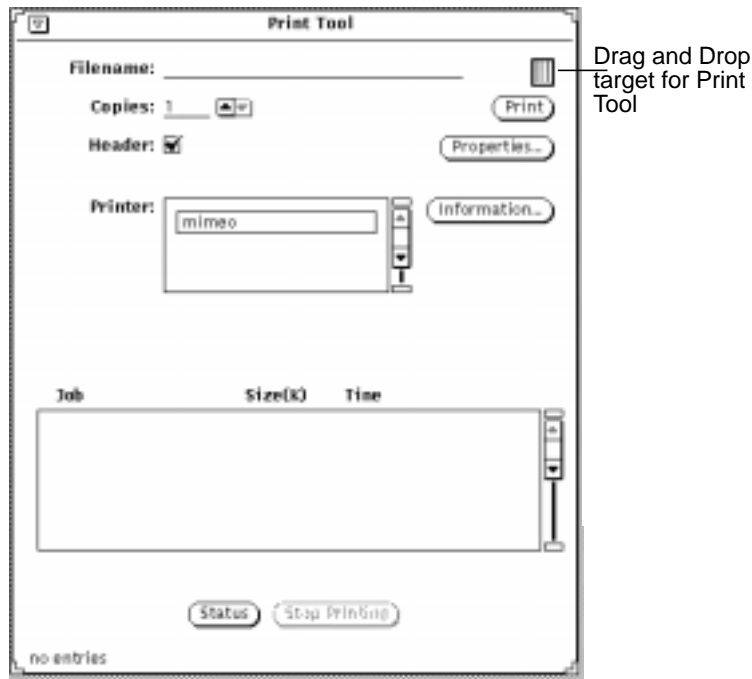 Print Tool
Filename:
Drag and Drop
target for Print
Tool
Copies: 1
Print
Header:
Properties...
Printer:
mimeo
Information...
Job Size(K) Time
Status Stop Printing
no entries